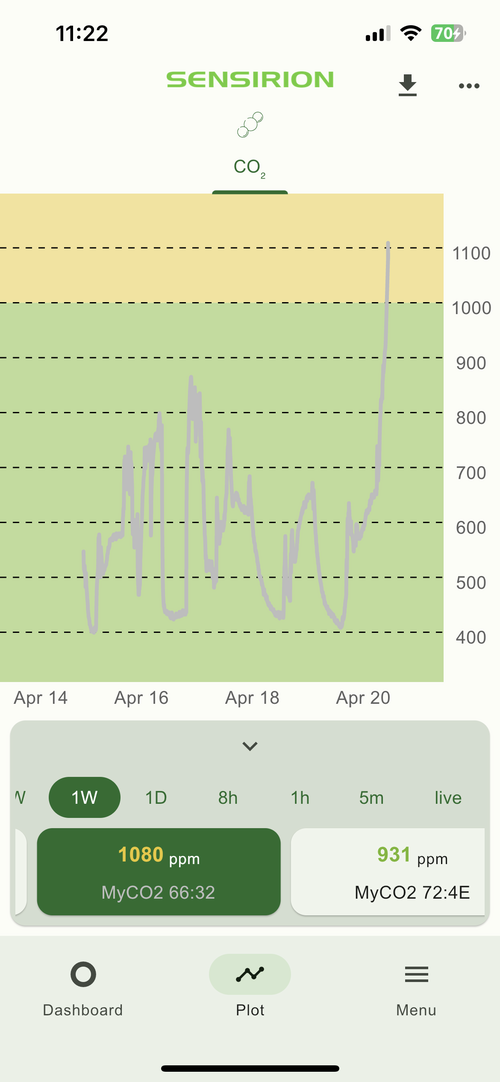 11:22
70
SENSIRION
CO₂
1100
1000
900
800
700
600
500
400
Apr 14 Apr 16 Apr 18 Apr 20
W 1W 1D 8h 1h 5m live
1080 ppm 931 ppm
MyCO2 66:32 MyCO2 72:4E
Dashboard Plot Menu